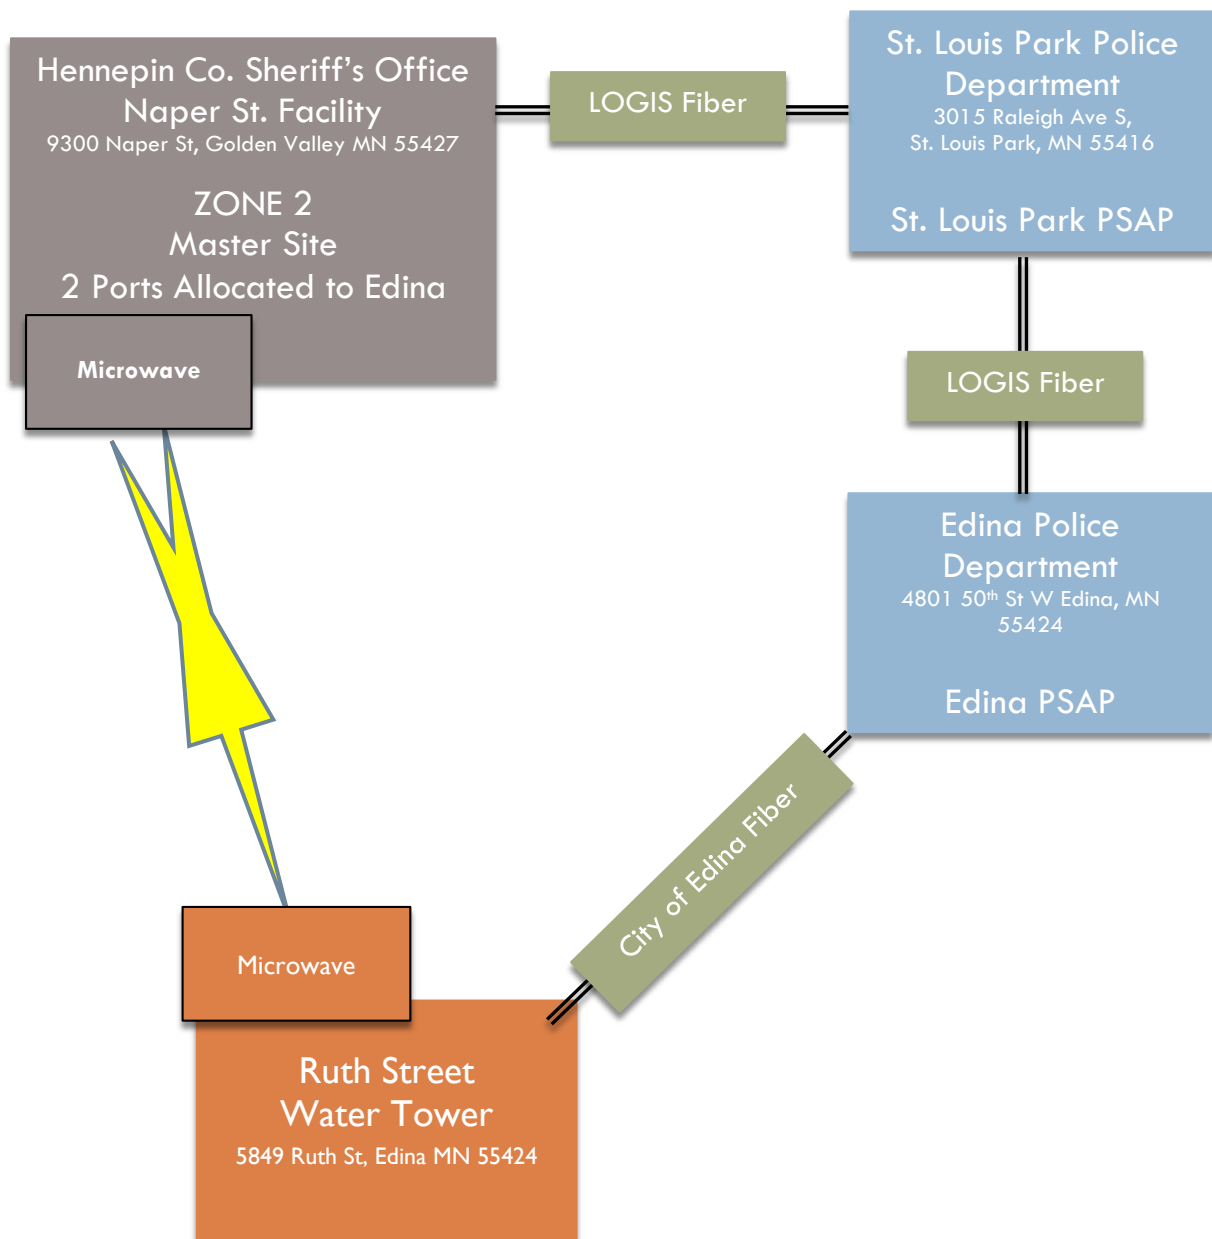 Hennepin Co. Sheriff's Office
Naper St. Facility
9300 Naper St, Golden Valley MN 55427
ZONE 2
Master Site
2 Ports Allocated to Edina
Microwave
LOGIS Fiber
St. Louis Park Police
Department
3015 Raleigh Ave S,
St. Louis Park, MN 55416
St. Louis Park PSAP
LOGIS Fiber
Edina Police
Department
4801 50th St W Edina, MN
55424
Edina PSAP
City of Edina Fiber
Microwave
Ruth Street
Water Tower
5849 Ruth St, Edina MN 55424